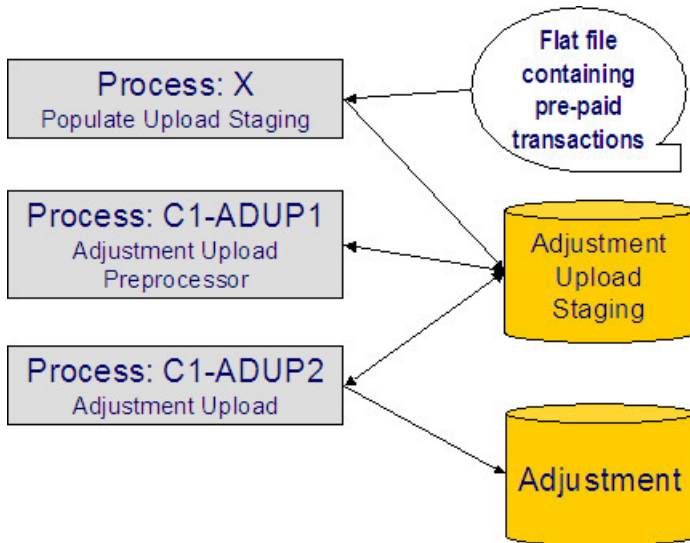 Process: X
Populate Upload Staging
Flat file
containing
pre-paid
transactions
Process: C1-ADUP1
Adjustment Upload
Preprocessor
Adjustment
Upload
Staging
Process: C1-ADUP2
Adjustment Upload
Adjustment